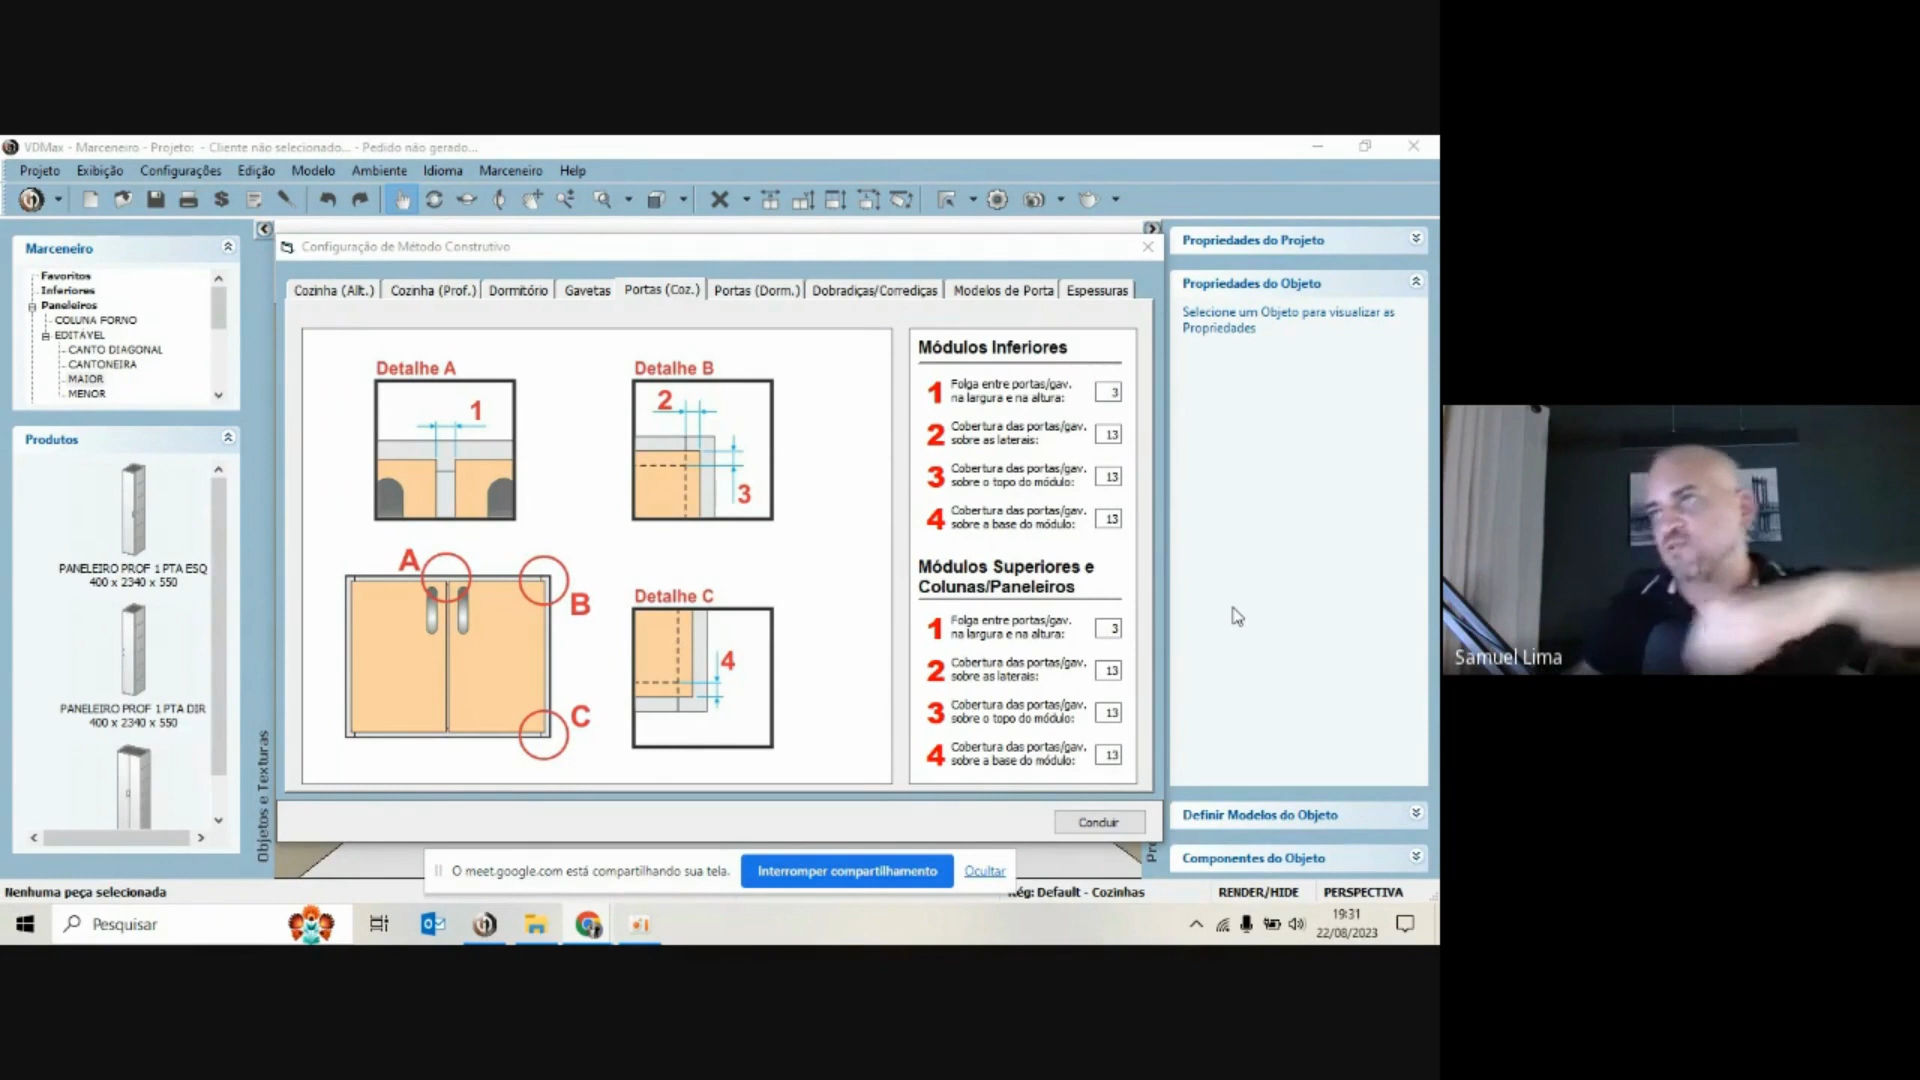 VDMax - Marceneiro - Projeto: - Cliente não selecionado... - Pedido não gerado...
Projeto Exibição Configurações Edição Modelo Ambiente Idioma Marceneiro Help
Marceneiro
Favoritos
Inferiores
Paneleiros
COLUNA FORNO
EDITÁVEL
CANTO DIAGONAL
CANTONEIRA
MAIOR
MENOR
Produtos
PANELEIRO PROF 1 PTA ESQ
400 x 2340 x 550
PANELEIRO PROF 1 PTA DIR
400 x 2340 x 550
Objetos e Texturas
Configuração de Método Construtivo
Cozinha (Alt.) Cozinha (Prof.) Dormitório Gavetas Portas (Coz.) Portas (Dorm.) Dobradiças/Corrediças Modelos de Porta Espessuras
Detalhe A
1
Detalhe B
2
3
A
B
C
Detalhe C
4
Módulos Inferiores
1 Folga entre portas/gav. na largura e na altura: 3
2 Cobertura das portas/gav. sobre as laterais: 13
3 Cobertura das portas/gav. sobre o topo do módulo: 13
4 Cobertura das portas/gav. sobre a base do módulo: 13
Módulos Superiores e
Colunas/Paneleiros
1 Folga entre portas/gav. na largura e na altura: 3
2 Cobertura das portas/gav. sobre as laterais: 13
3 Cobertura das portas/gav. sobre o topo do módulo: 13
4 Cobertura das portas/gav. sobre a base do módulo: 13
Concluir
Propriedades do Projeto
Propriedades do Objeto
Selecione um Objeto para visualizar as
Propriedades
Definir Modelos do Objeto
Componentes do Objeto
O meet.google.com está compartilhando sua tela. Interromper compartilhamento Ocultar
Nenhuma peça selecionada
Default - Cozinhas RENDER/HIDE PERSPECTIVA
Pesquisar
19:31
22/08/2023
Samuel Lima